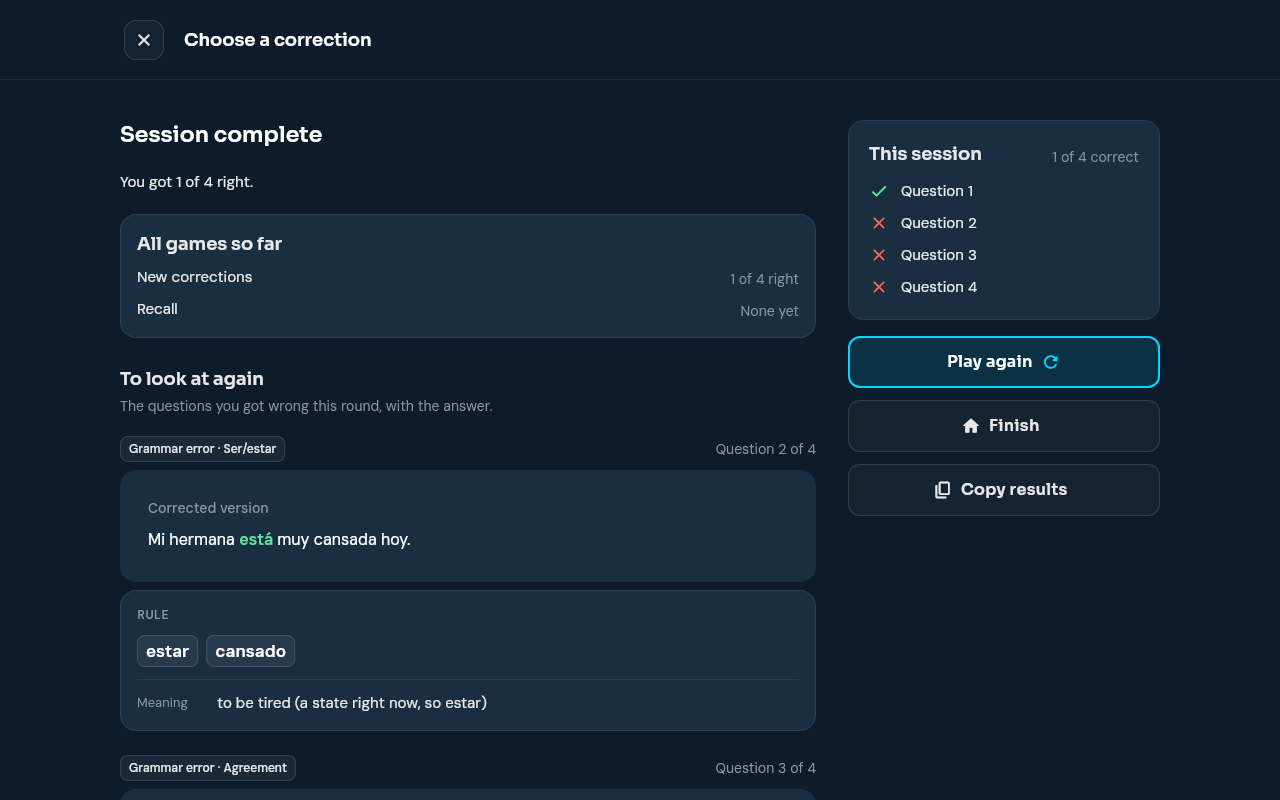 Choose a correction
Session complete
You got 1 of 4 right.
All games so far
New corrections 1 of 4 right
Recall None yet
To look at again
The questions you got wrong this round, with the answer.
Grammar error · Ser/estar Question 2 of 4
Corrected version
Mi hermana está muy cansada hoy.
RULE
estar cansado
Meaning to be tired (a state right now, so estar)
Grammar error · Agreement Question 3 of 4
This session 1 of 4 correct
Question 1
Question 2
Question 3
Question 4
Play again
Finish
Copy results